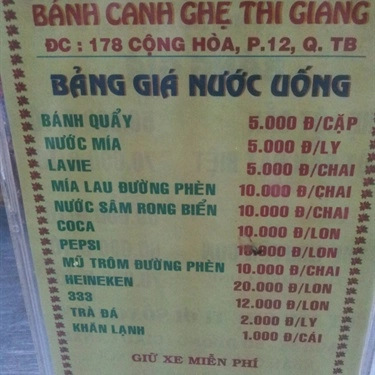 BÁNH CANH GHẸ THI GIANG
ĐC : 178 CỘNG HÒA, P.12, Q. TB
BẢNG GIÁ NƯỚC UỐNG
BÁNH QUẨY 5.000 Đ/CẶP
NƯỚC MÍA 5.000 Đ/LY
LAVIE 5.000 Đ/CHAI
MÍA LAU ĐƯỜNG PHÈN 10.000 Đ/CHAI
NƯỚC SÂM RONG BIỂN 10.000 Đ/CHAI
COCA 10.000 Đ/LON
PEPSI 10.000 Đ/LON
MŨ TRÔM ĐƯỜNG PHÈN 10.000 Đ/CHAI
HEINEKEN 20.000 Đ/LON
333 12.000 Đ/LON
TRÀ ĐÁ 2.000 Đ/LY
KHĂN LẠNH 1.000 Đ/CÁI
GIỮ XE MIỄN PHÍ